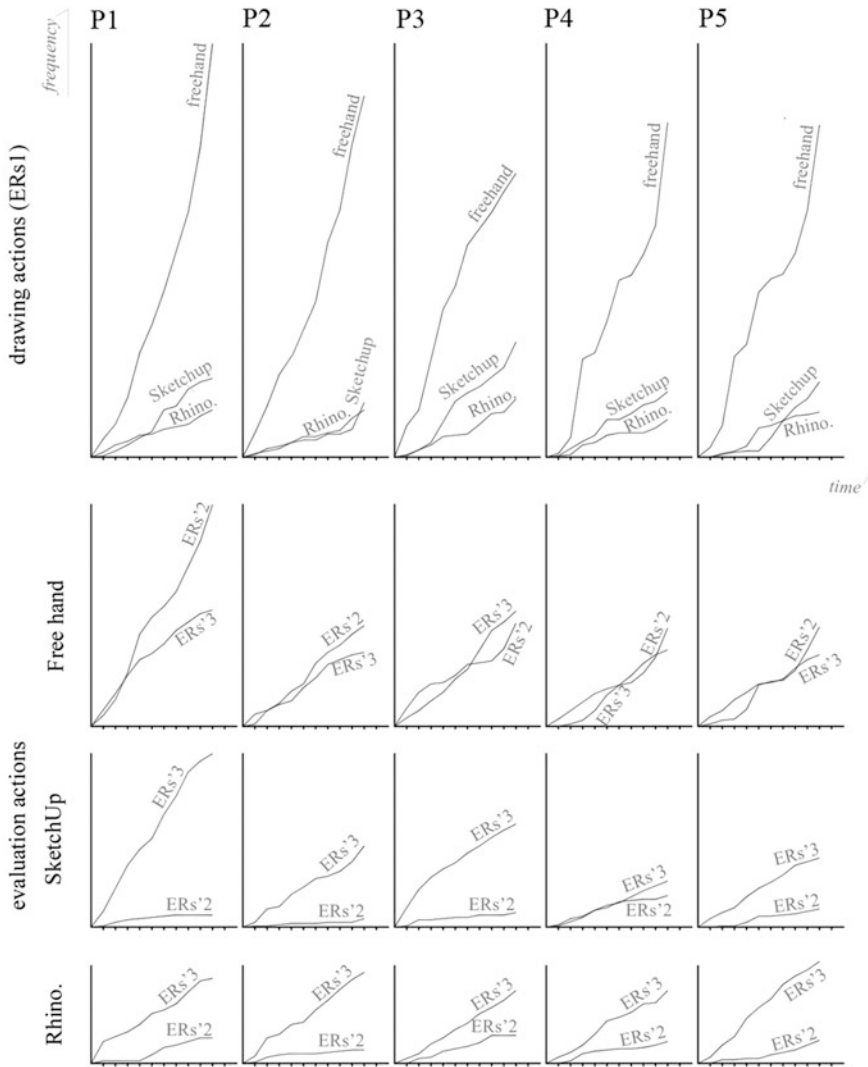 P1 P2 P3 P4 P5
frequency
drawing actions (ERs1)
freehand
Sketchup
Rhino.
freehand
Rhino.
Sketchup
freehand
Sketchup
Rhino
freehand
Sketchup
Rhino.
freehand
Sketchup
Rhino.
time
evaluation actions
Free hand
ERs’2
ERs’3
ERs’2
ERs’3
ERs’3
ERs’2
ERs’2
ERs’3
ERs’2
ERs’3
SketchUp
ERs’3
ERs’2
ERs’3
ERs’2
ERs’3
ERs’2
ERs’3
ERs’2
ERs’3
ERs’2
Rhino.
ERs’3
ERs’2
ERs’3
ERs’2
ERs’3
ERs’2
ERs’3
ERs’2
ERs’3
ERs’2